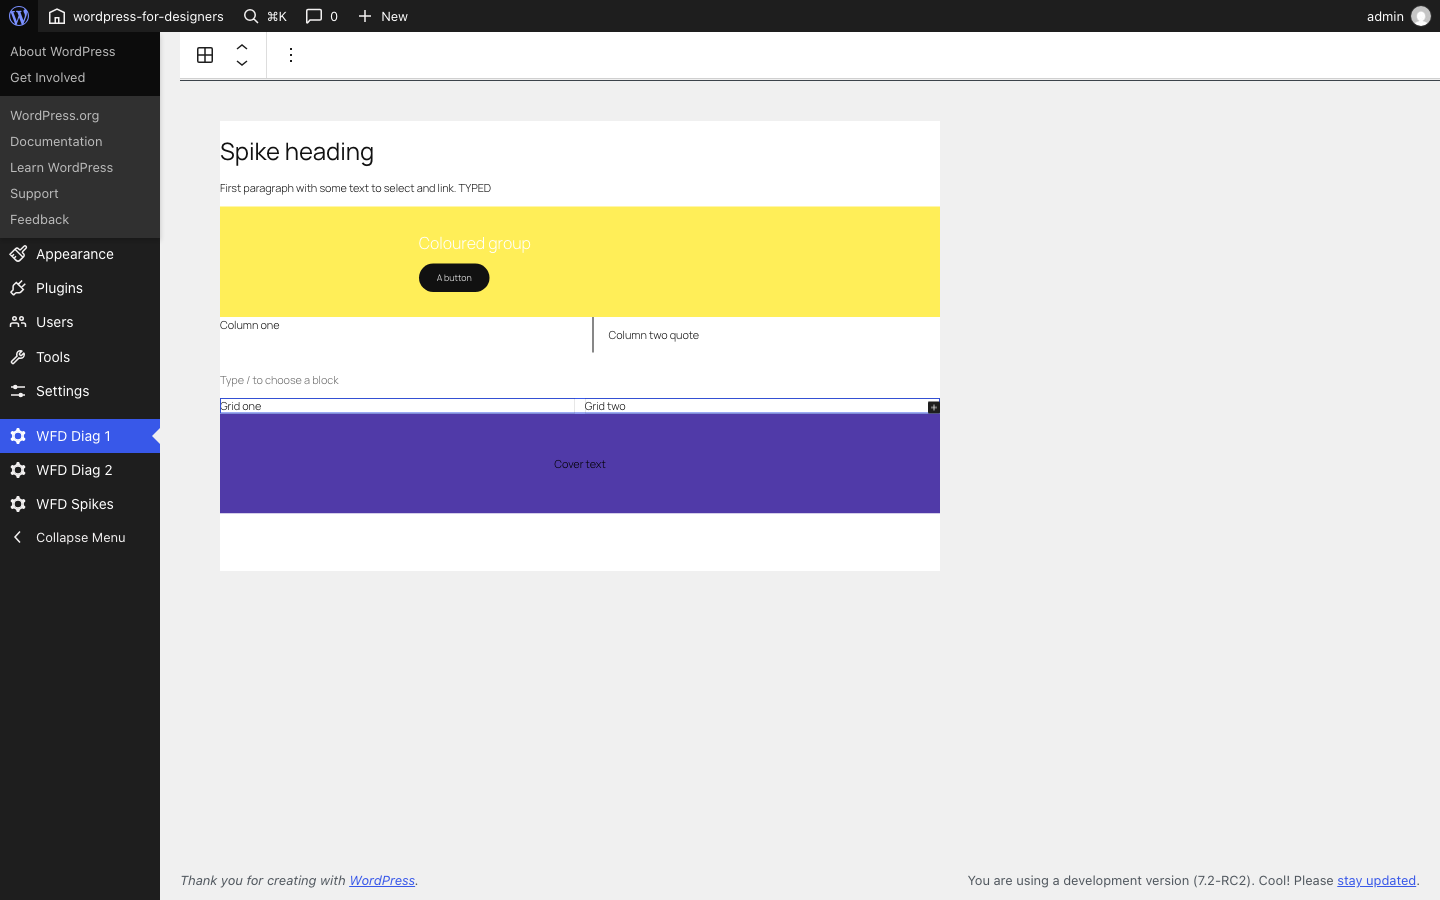 wordpress-for-designers
⌘K
0
New
admin
About WordPress
Get Involved
WordPress.org
Documentation
Learn WordPress
Support
Feedback
Appearance
Plugins
Users
Tools
Settings
WFD Diag 1
WFD Diag 2
WFD Spikes
Collapse Menu
Spike heading
First paragraph with some text to select and link. TYPED
Coloured group
A button
Column one
Column two quote
Type / to choose a block
Grid one
Grid two
Cover text
Thank you for creating with WordPress.
You are using a development version (7.2-RC2). Cool! Please stay updated.